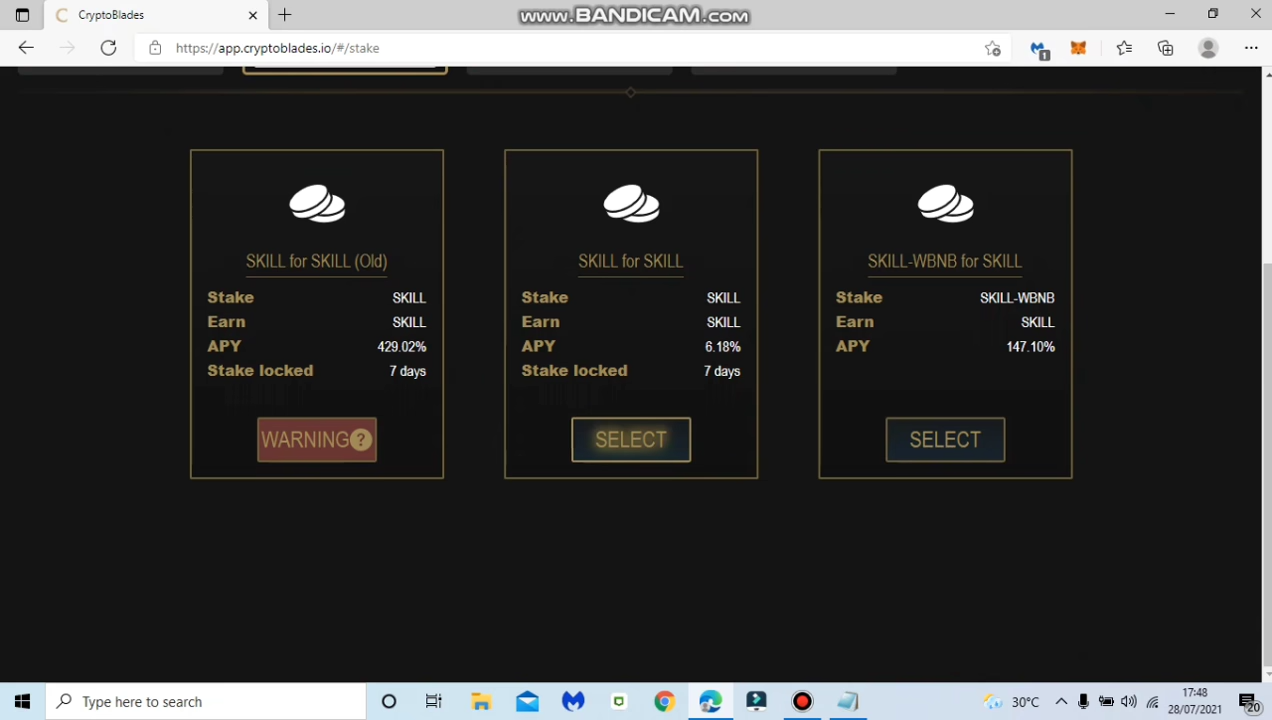 CryptoBlades
www.BANDICAM.com
https://app.cryptoblades.io/#/stake
1
SKILL for SKILL (Old)
Stake SKILL
Earn SKILL
APY 429.02%
Stake locked 7 days
WARNING ?
SKILL for SKILL
Stake SKILL
Earn SKILL
APY 6.18%
Stake locked 7 days
SELECT
SKILL-WBNB for SKILL
Stake SKILL-WBNB
Earn SKILL
APY 147.10%
SELECT
Type here to search
30°C
17:48
28/07/2021
20